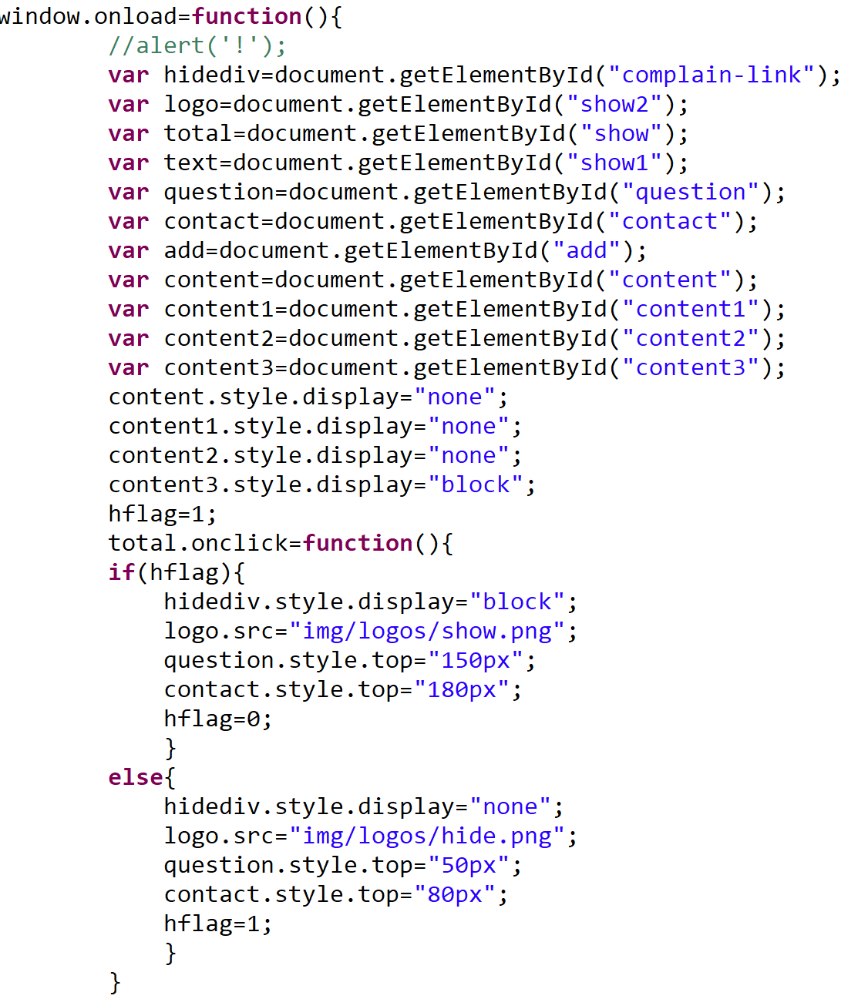 window.onload=function(){
//alert('!');
var hidediv=document.getElementById("complain-link");
var logo=document.getElementById("show2");
var total=document.getElementById("show");
var text=document.getElementById("show1");
var question=document.getElementById("question");
var contact=document.getElementById("contact");
var add=document.getElementById("add");
var content=document.getElementById("content");
var content1=document.getElementById("content1");
var content2=document.getElementById("content2");
var content3=document.getElementById("content3");
content.style.display="none";
content1.style.display="none";
content2.style.display="none";
content3.style.display="block";
hflag=1;
total.onclick=function(){
if(hflag){
hidediv.style.display="block";
logo.src="img/logos/show.png";
question.style.top="150px";
contact.style.top="180px";
hflag=0;
}
else{
hidediv.style.display="none";
logo.src="img/logos/hide.png";
question.style.top="50px";
contact.style.top="80px";
hflag=1;
}
}